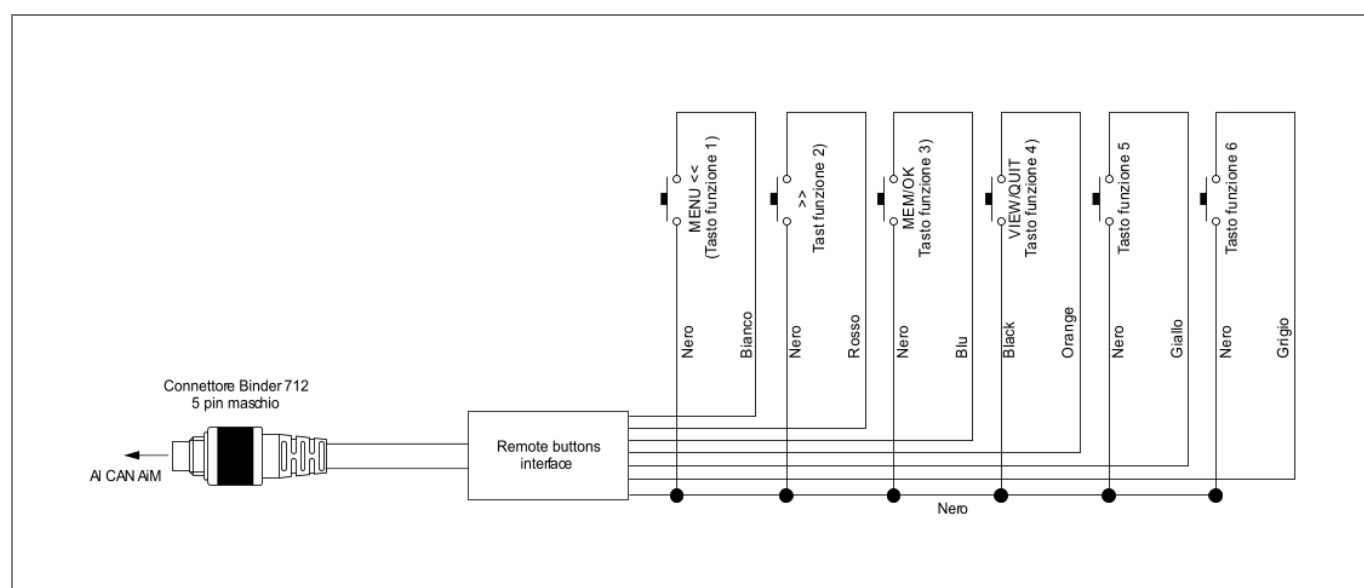 MENU <<
(Tasto funzione 1)
>>
Tast funzione 2)
MEM/OK
Tasto funzione 3)
VIEW/QUIT
Tasto funzione 4)
Tasto funzione 5
Tasto funzione 6
Nero
Bianco
Nero
Rosso
Nero
Blu
Black
Orange
Nero
Giallo
Nero
Grigio
Connettore Binder 712
5 pin maschio
Al CAN AiM
Remote buttons
interface
Nero